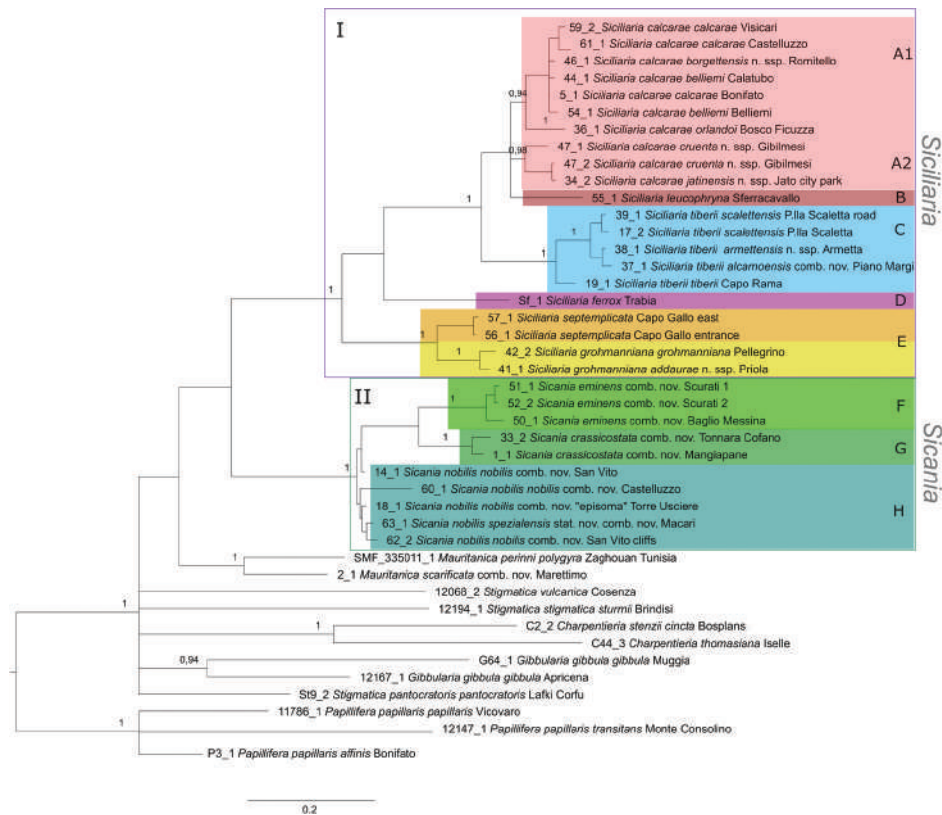 I
59_2_Siciliaria calcarae calcarae Visicari
61_1 Siciliaria calcarae calcarae Castelluzzo
A1
46_1 Siciliaria calcarae borgettensis n. ssp. Romitello
44_1 Siciliaria calcarae belliemi Calatubo
0,94
5_1 Siciliaria calcarae calcarae Bonifato
54_1 Siciliaria calcarae belliemi Belliemi
1
36_1 Siciliaria calcarae orlandoi Bosco Ficuzza
47_1 Siciliaria calcarae cruenta n. ssp. Gibilmesi
0,98
47_2 Siciliaria calcarae cruenta n. ssp. Gibilmesi
A2
34_2 Siciliaria calcarae jatinensis n. ssp. Jato city park
1
55_1 Siciliaria leucophryna Sferracavallo
B
39_1 Siciliaria tiberii scalettensis P.lla Scaletta road
1
17_2 Siciliaria tiberii scalettensis P.lla Scaletta
C
38_1 Siciliaria tiberii armettensis n. ssp. Armetta
1
37_1 Siciliaria tiberii alcamoensis comb. nov. Piano Margi
19_1 Siciliaria tiberii tiberii Capo Rama
1
Sf_1 Siciliaria ferrox Trabia
D
57_1 Siciliaria septemplicata Capo Gallo east
56_1 Siciliaria septemplicata Capo Gallo entrance
1
E
42_2 Siciliaria grohmanniana grohmanniana Pellegrino
1
41_1 Siciliaria grohmanniana addaurae n. ssp. Priola
Siciliaria
II
51_1 Sicania eminens comb. nov. Scurati 1
1
52_2 Sicania eminens comb. nov. Scurati 2
F
50_1 Sicania eminens comb. nov. Baglio Messina
33_2 Sicania crassicostata comb. nov. Tonnara Cofano
1
G
1_1 Sicania crassicostata comb. nov. Mangiapane
1
14_1 Sicania nobilis nobilis comb. nov. San Vito
60_1 Sicania nobilis nobilis comb. nov. Castelluzzo
18_1 Sicania nobilis nobilis comb. nov. "episoma" Torre Usciere
H
63_1 Sicania nobilis spezialensis stat. nov. comb. nov. Macari
62_2 Sicania nobilis nobilis comb. nov. San Vito cliffs
Sicania
1
SMF_335011_1 Mauritanica perinni polygyra Zaghouan Tunisia
2_1 Mauritanica scarificata comb. nov. Marettimo
12068_2 Stigmatica vulcanica Cosenza
1
12194_1 Stigmatica stigmatica sturmii Brindisi
1
C2_2 Charpentieria stenzii cincta Bosplans
C44_3 Charpentieria thomasiana Iselle
0,94
G64_1 Gibbularia gibbula gibbula Muggia
12167_1 Gibbularia gibbula gibbula Apricena
St9_2 Stigmatica pantocratoris pantocratoris Lafki Corfu
11786_1 Papillifera papillaris papillaris Vicovaro
1
12147_1 Papillifera papillaris transitans Monte Consolino
P3_1 Papillifera papillaris affinis Bonifato
0.2